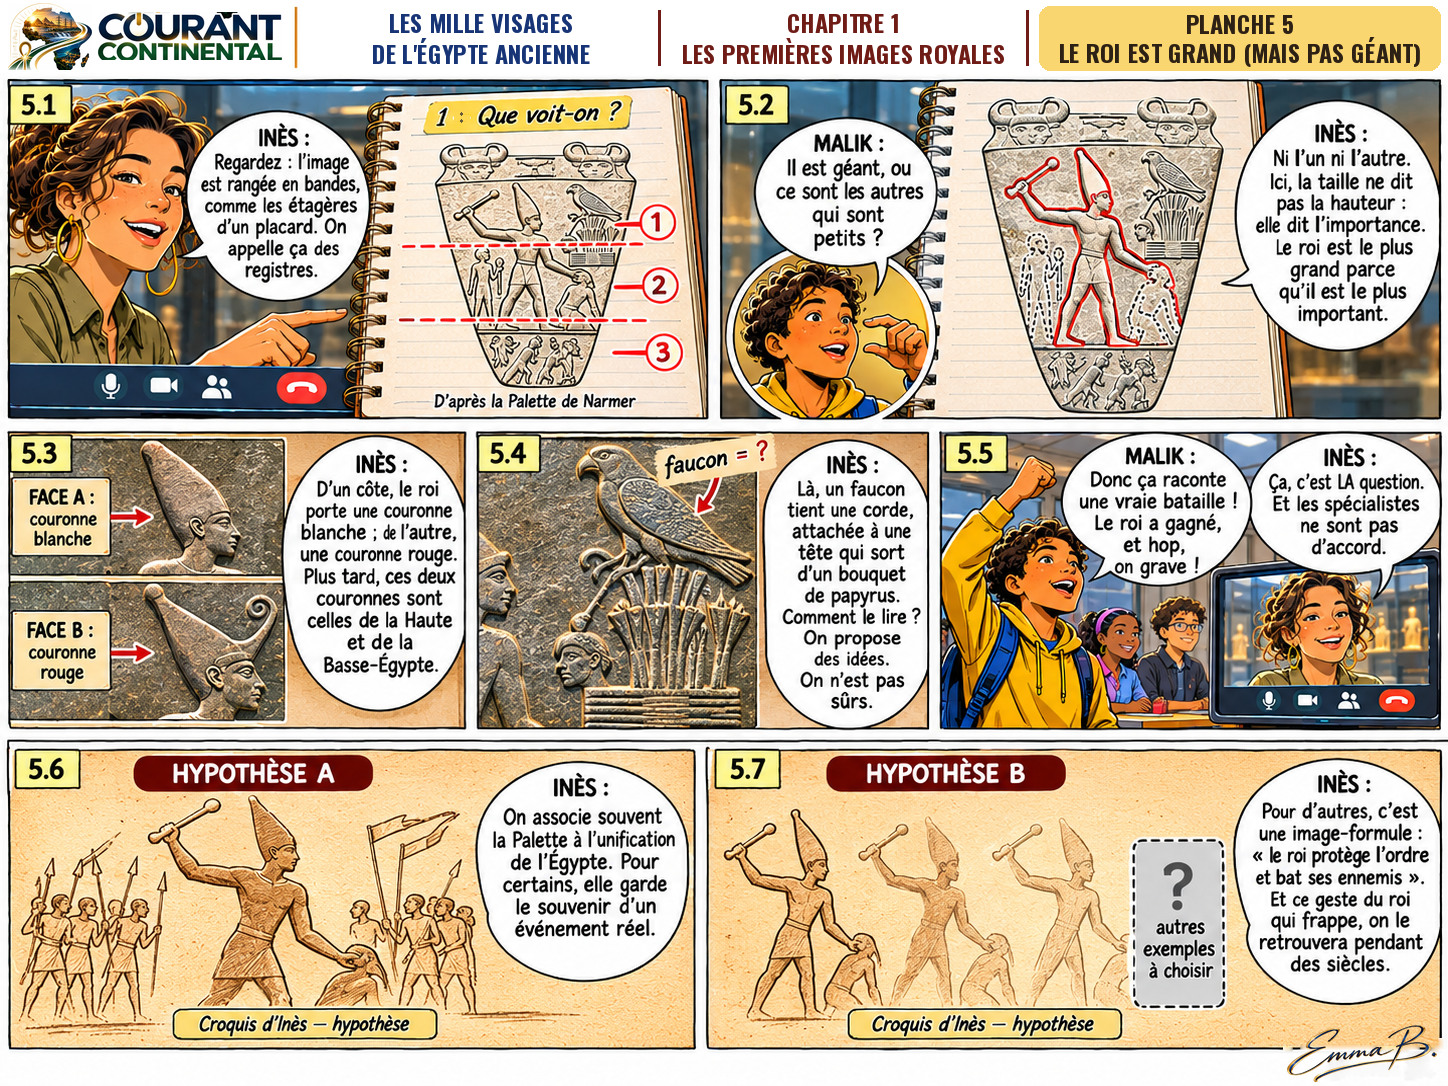 COURANT
CONTINENTAL
LES MILLE VISAGES
DE L'ÉGYPTE ANCIENNE
CHAPITRE 1
LES PREMIÈRES IMAGES ROYALES
PLANCHE 5
LE ROI EST GRAND (MAIS PAS GÉANT)
5.1
INÈS :
Regardez : l'image
est rangée en bandes,
comme les étagères
d'un placard. On
appelle ça des
registres.
1 : Que voit-on ?
1
2
3
D'après la Palette de Narmer
5.2
MALIK :
Il est géant, ou
ce sont les autres
qui sont
petits ?
INÈS :
Ni l'un ni l'autre.
Ici, la taille ne dit
pas la hauteur :
elle dit l'importance.
Le roi est le plus
grand parce
qu'il est le plus
important.
5.3
FACE A :
couronne
blanche
FACE B :
couronne
rouge
INÈS :
D'un côte, le roi
porte une couronne
blanche ; de l'autre,
une couronne rouge.
Plus tard, ces deux
couronnes sont
celles de la Haute
et de la
Basse-Égypte.
5.4
faucon = ?
INÈS :
Là, un faucon
tient une corde,
attachée à une
tête qui sort
d'un bouquet
de papyrus.
Comment le lire ?
On propose
des idées.
On n'est pas
sûrs.
5.5
MALIK :
Donc ça raconte
une vraie bataille !
Le roi a gagné,
et hop,
on grave !
INÈS :
Ça, c'est LA question.
Et les spécialistes
ne sont pas
d'accord.
5.6
HYPOTHÈSE A
INÈS :
On associe souvent
la Palette à l'unification
de l'Égypte. Pour
certains, elle garde
le souvenir d'un
événement réel.
Croquis d'Inès – hypothèse
5.7
HYPOTHÈSE B
?
autres
exemples
à choisir
INÈS :
Pour d'autres, c'est
une image-formule :
« le roi protège l'ordre
et bat ses ennemis ».
Et ce geste du roi
qui frappe, on le
retrouvera pendant
des siècles.
Croquis d'Inès – hypothèse
Emma B.